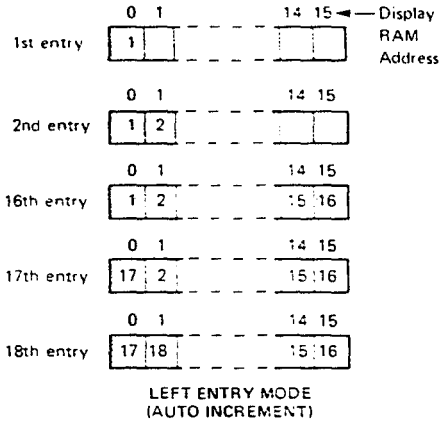 0 1 14 15 ◄— Display
RAM
Address
1st entry 1
0 1 14 15
2nd entry 1 2
0 1 14 15
16th entry 1 2 15 16
0 1 14 15
17th entry 17 2 15 16
0 1 14 15
18th entry 17 18 15 16
LEFT ENTRY MODE
(AUTO INCREMENT)